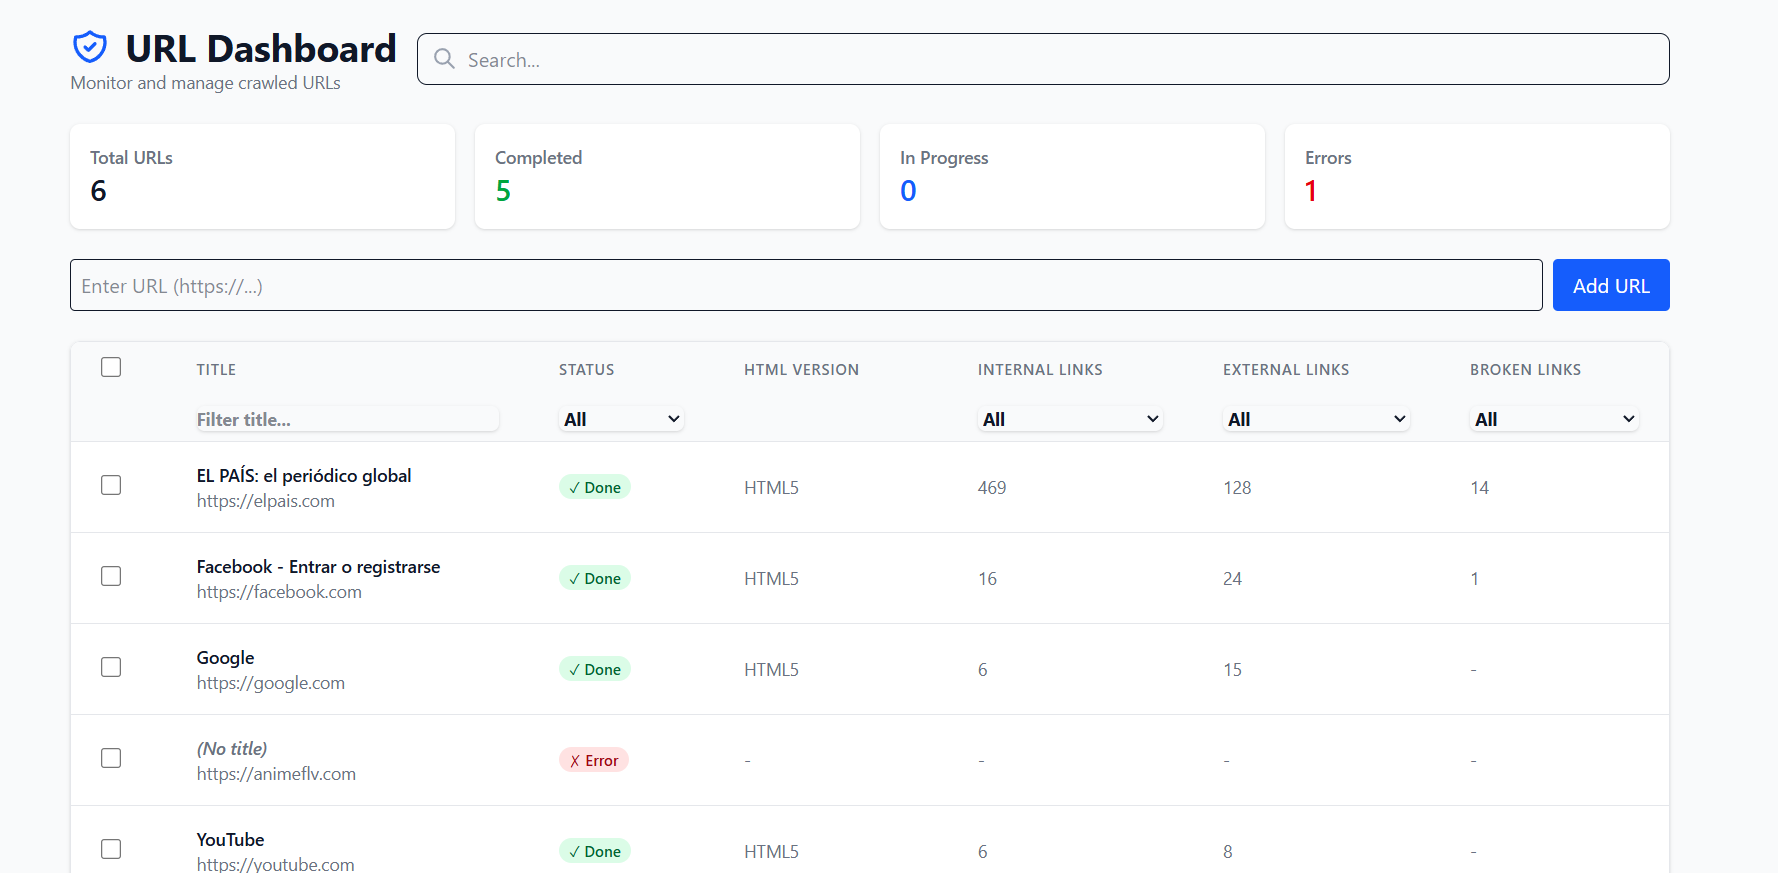 URL Dashboard
Monitor and manage crawled URLs
Search...
Total URLs
6
Completed
5
In Progress
0
Errors
1
Enter URL (https://...)
Add URL
TITLE STATUS HTML VERSION INTERNAL LINKS EXTERNAL LINKS BROKEN LINKS
Filter title... All All All All
EL PAÍS: el periódico global
https://elpais.com
✓ Done HTML5 469 128 14
Facebook - Entrar o registrarse
https://facebook.com
✓ Done HTML5 16 24 1
Google
https://google.com
✓ Done HTML5 6 15 -
(No title)
https://animeflv.com
✗ Error - - - -
YouTube
https://youtube.com
✓ Done HTML5 6 8 -